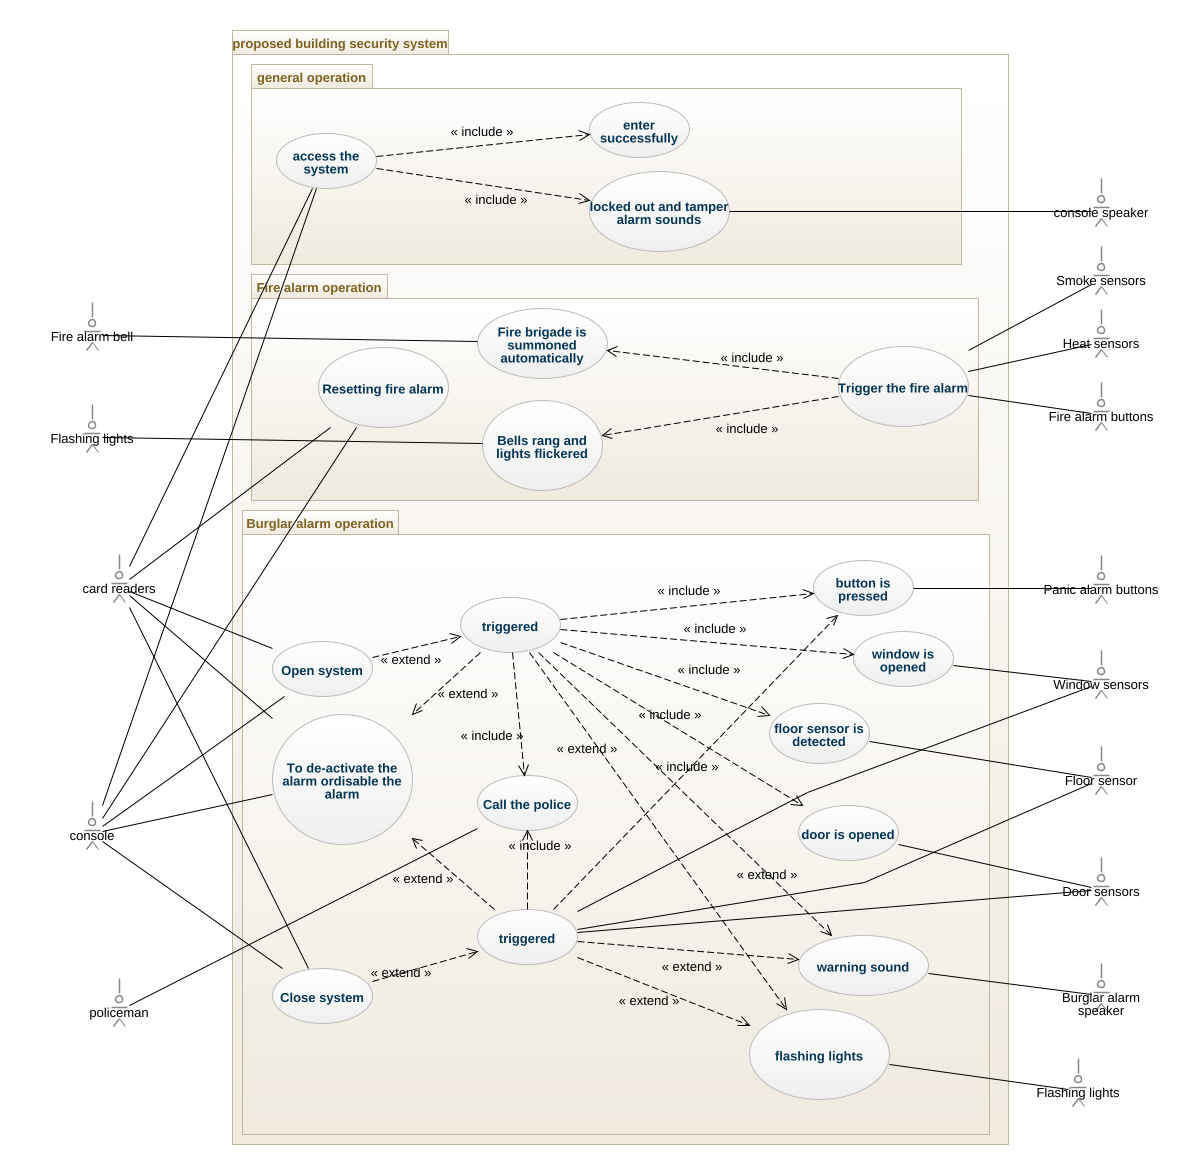 proposed building security system
general operation
access the
system
« include »
« include »
enter
successfully
locked out and tamper
alarm sounds
console speaker
Fire alarm operation
Fire alarm bell
Flashing lights
Resetting fire alarm
Fire brigade is
summoned
automatically
Bells rang and
lights flickered
« include »
« include »
Trigger the fire alarm
Smoke sensors
Heat sensors
Fire alarm buttons
Burglar alarm operation
card readers
console
policeman
Open system
To de-activate the
alarm ordisable the
alarm
Close system
« extend »
« extend »
triggered
« include »
« include »
« include »
« include »
« include »
« extend »
« include »
Call the police
« include »
« extend »
« extend »
« extend »
triggered
« extend »
« extend »
button is
pressed
window is
opened
floor sensor is
detected
door is opened
warning sound
flashing lights
Panic alarm buttons
Window sensors
Floor sensor
Door sensors
Burglar alarm
speaker
Flashing lights